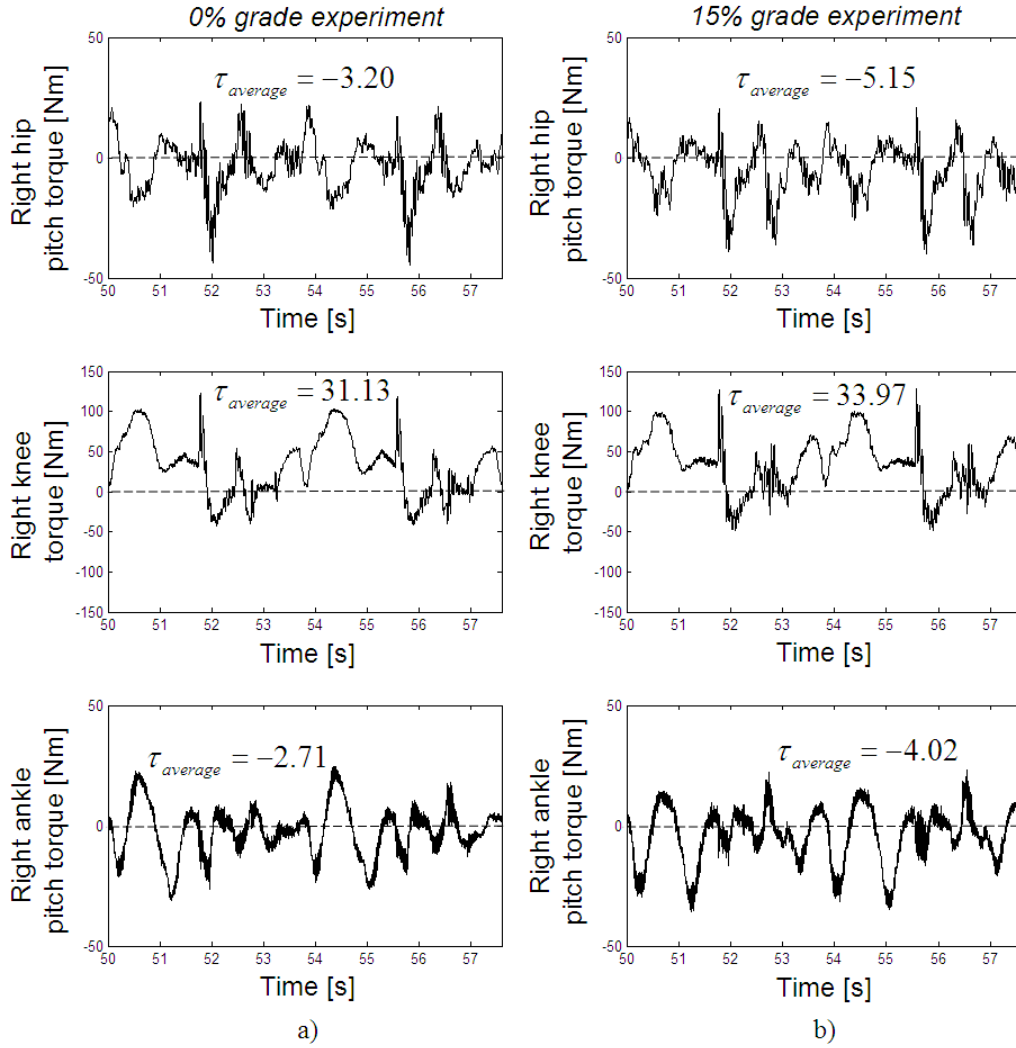 0% grade experiment
50
0
-50
Right hip
pitch torque [Nm]
τ average = −3.20
50 51 52 53 54 55 56 57
Time [s]
150
100
50
0
-50
-100
-150
Right knee
torque [Nm]
τ average = 31.13
50 51 52 53 54 55 56 57
Time [s]
50
0
-50
Right ankle
pitch torque [Nm]
τ average = −2.71
50 51 52 53 54 55 56 57
Time [s]
a)
15% grade experiment
50
0
-50
Right hip
pitch torque [Nm]
τ average = −5.15
50 51 52 53 54 55 56 57
Time [s]
150
100
50
0
-50
-100
-150
Right knee
torque [Nm]
τ average = 33.97
50 51 52 53 54 55 56 57
Time [s]
50
0
-50
Right ankle
pitch torque [Nm]
τ average = −4.02
50 51 52 53 54 55 56 57
Time [s]
b)